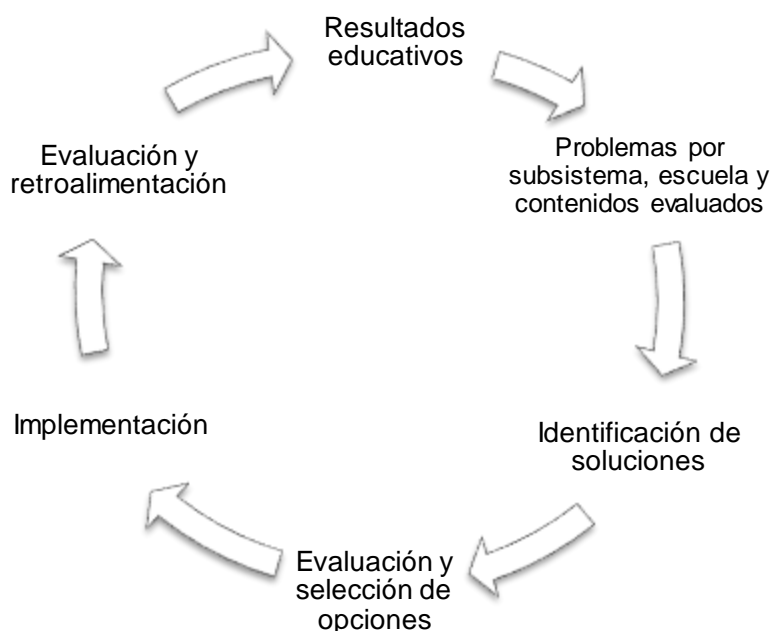 Resultados
educativos
Problemas por
subsistema, escuela y
contenidos evaluados
Identificación de
soluciones
Evaluación y
selección de
opciones
Implementación
Evaluación y
retroalimentación